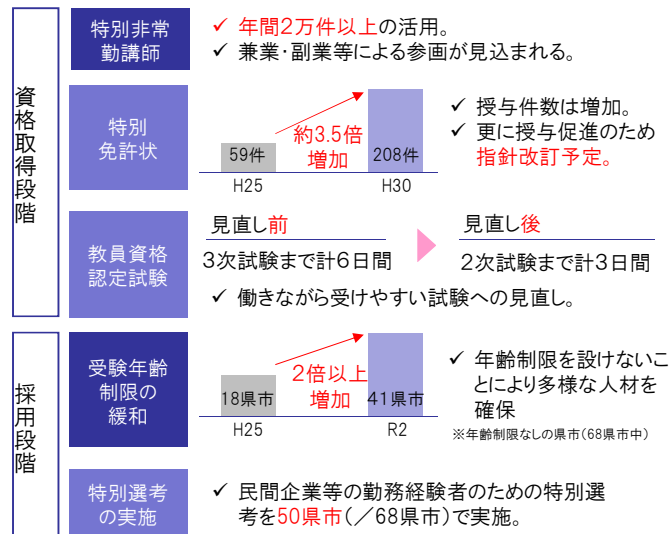 資格取得段階
特別非常
勤講師
✓ 年間2万件以上の活用。
✓ 兼業・副業等による参画が見込まれる。
特別
免許状
59件
H25
約3.5倍
増加
208件
H30
✓ 授与件数は増加。
✓ 更に授与促進のため
指針改訂予定。
教員資格
認定試験
見直し前
3次試験まで計6日間
見直し後
2次試験まで計3日間
✓ 働きながら受けやすい試験への見直し。
採用段階
受験年齢
制限の
緩和
18県市
H25
2倍以上
増加
41県市
R2
✓ 年齢制限を設けないこ
とにより多様な人材を
確保
※年齢制限なしの県市(68県市中)
特別選考
の実施
✓ 民間企業等の勤務経験者のための特別選
考を50県市(／68県市)で実施。